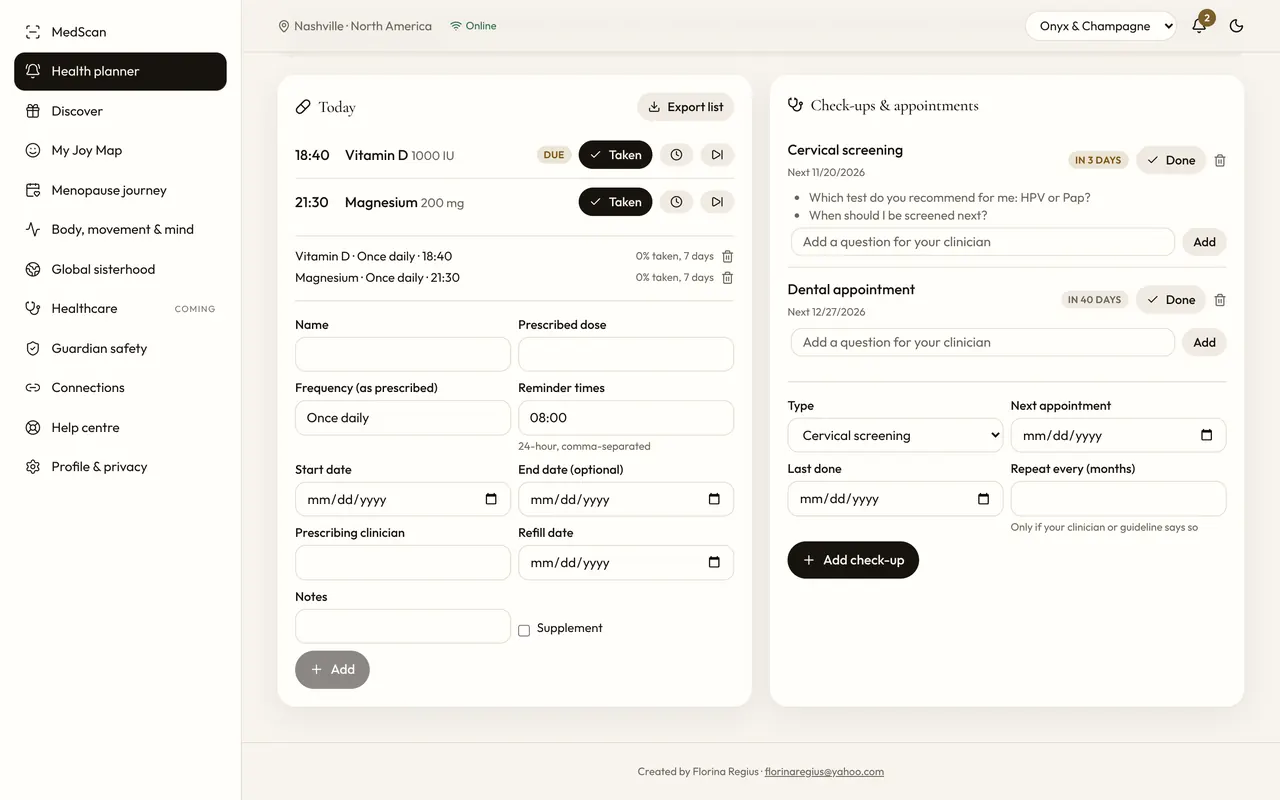 MedScan
Health planner
Discover
My Joy Map
Menopause journey
Body, movement & mind
Global sisterhood
Healthcare COMING
Guardian safety
Connections
Help centre
Profile & privacy
Nashville · North America Online
Onyx & Champagne 2
Today Export list
18:40 Vitamin D 1000 IU DUE Taken
21:30 Magnesium 200 mg Taken
Vitamin D · Once daily · 18:40 0% taken, 7 days
Magnesium · Once daily · 21:30 0% taken, 7 days
Name Prescribed dose
Frequency (as prescribed) Reminder times
Once daily 08:00
24-hour, comma-separated
Start date End date (optional)
mm/dd/yyyy mm/dd/yyyy
Prescribing clinician Refill date
mm/dd/yyyy
Notes
Supplement
+ Add
Check-ups & appointments
Cervical screening
Next 11/20/2026
IN 3 DAYS Done
• Which test do you recommend for me: HPV or Pap?
• When should I be screened next?
Add a question for your clinician Add
Dental appointment
Next 12/27/2026
IN 40 DAYS Done
Add a question for your clinician Add
Type Next appointment
Cervical screening mm/dd/yyyy
Last done Repeat every (months)
mm/dd/yyyy
Only if your clinician or guideline says so
+ Add check-up
Created by Florina Regius · florinaregius@yahoo.com